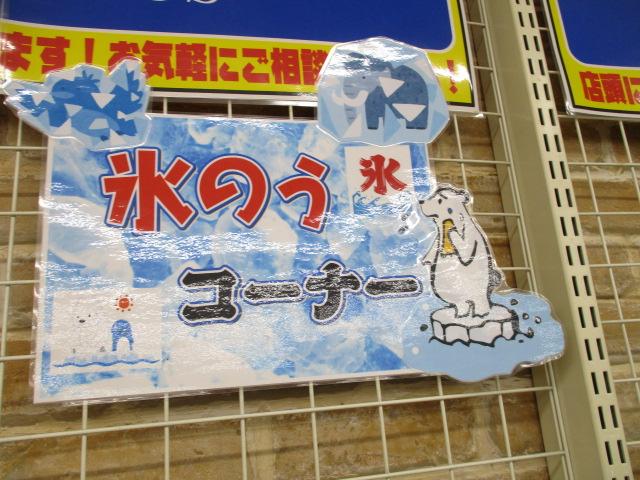 ます!お気軽にご相談
!
店頭に
氷のう
氷
コーナー